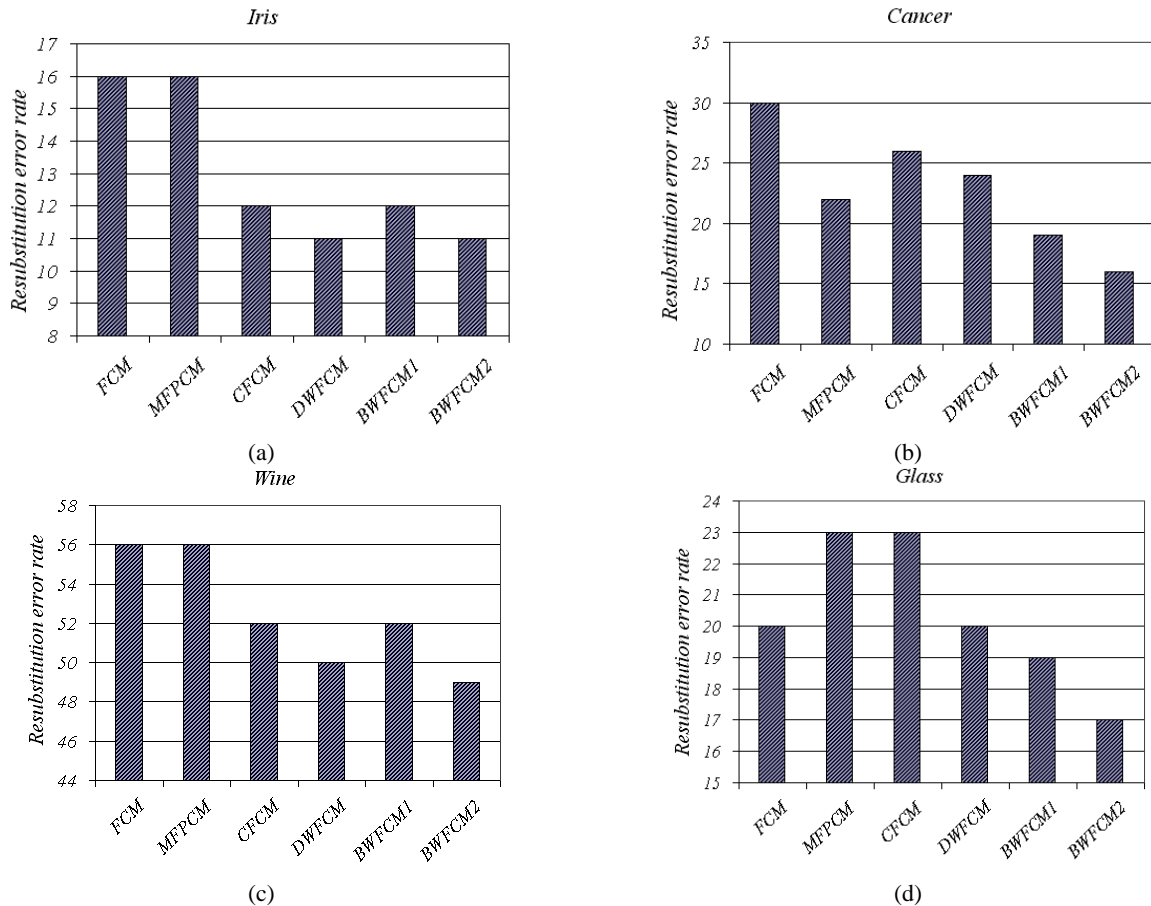 Iris
Resubstitution error rate
17
16
15
14
13
12
11
10
9
8
FCM
MFPCM
CFCM
DWFCM
BWFCM1
BWFCM2
(a)
Cancer
Resubstitution error rate
35
30
25
20
15
10
FCM
MFPCM
CFCM
DWFCM
BWFCM1
BWFCM2
(b)
Wine
Resubstitution error rate
58
56
54
52
50
48
46
44
FCM
MFPCM
CFCM
DWFCM
BWFCM1
BWFCM2
(c)
Glass
Resubstitution error rate
24
23
22
21
20
19
18
17
16
15
FCM
MFPCM
CFCM
DWFCM
BWFCM1
BWFCM2
(d)